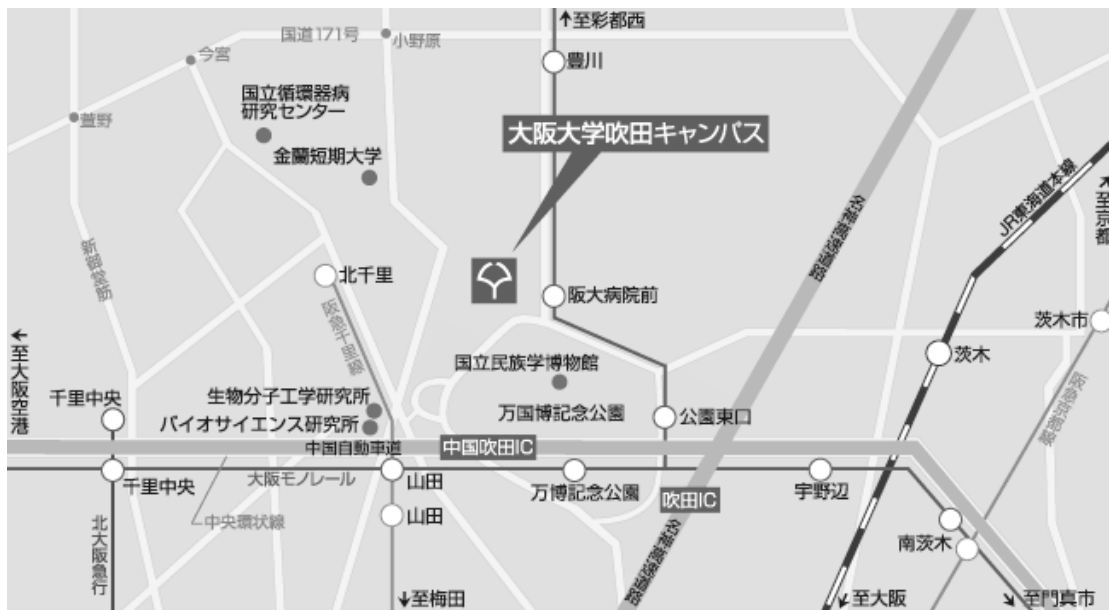 至彩都西
国道171号
小野原
今宮
豊川
国立循環器病
研究センター
萱野
大阪大学吹田キャンパス
金蘭短期大学
JR東海道本線
至京都
名神高速道路
新御堂筋
北千里
阪急千里線
阪大病院前
茨木市
至大阪空港
国立民族学博物館
茨木
生物分子工学研究所
千里中央
万国博記念公園
公園東口
バイオサイエンス研究所
阪急京都線
中国自動車道
中国吹田IC
千里中央
大阪モノレール
山田
万博記念公園
吹田IC
宇野辺
中央環状線
山田
北大阪急行
名神高速道路
南茨木
至梅田
至大阪
至門真市